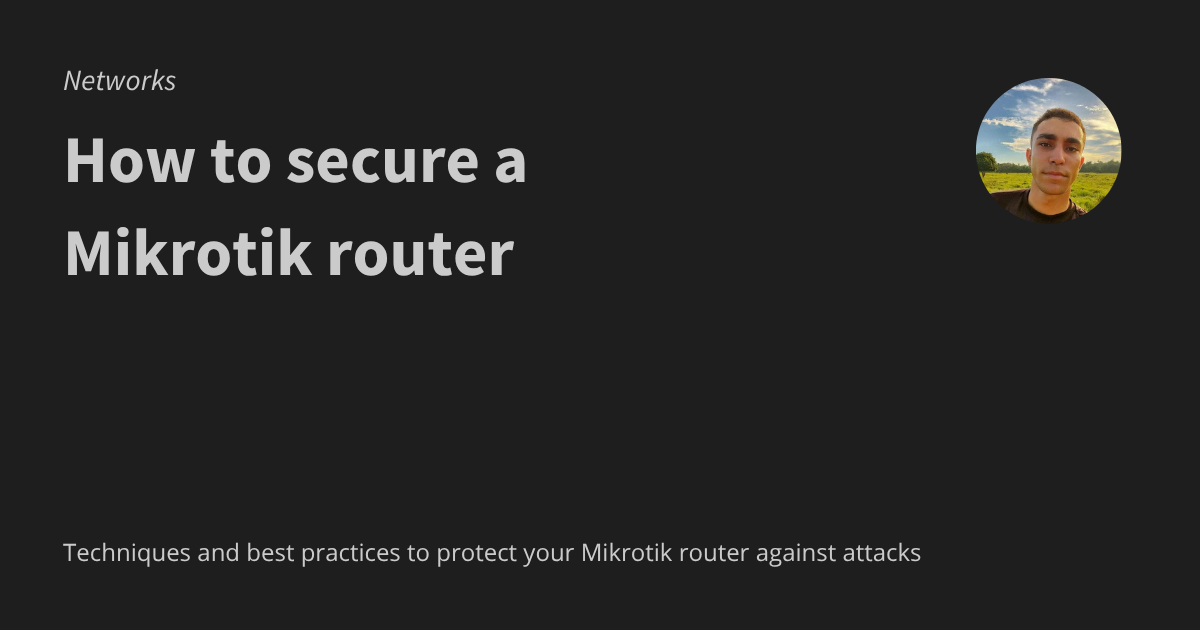 Networks
How to secure a
Mikrotik router
Techniques and best practices to protect your Mikrotik router against attacks